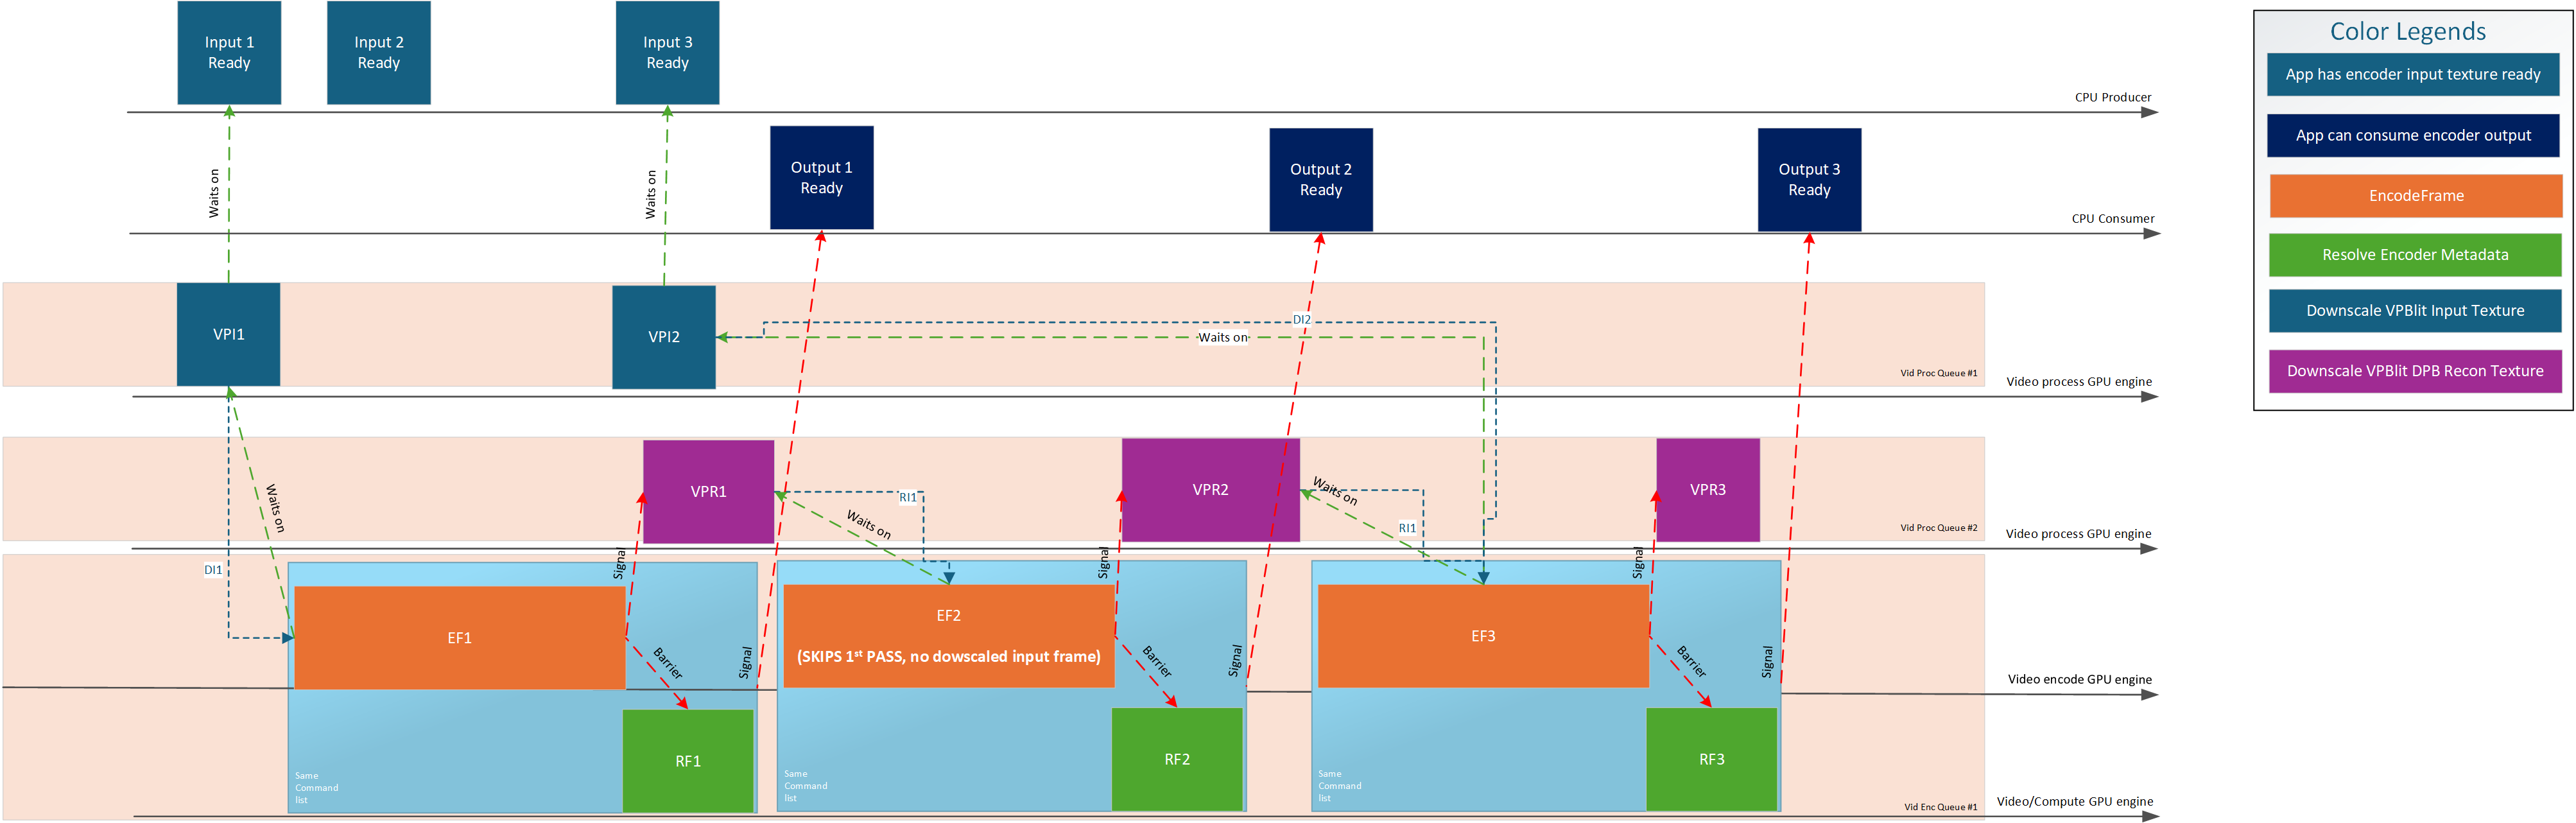 Input 1
Ready
Input 2
Ready
Input 3
Ready
CPU Producer
Waits on
Waits on
Output 1
Ready
Output 2
Ready
Output 3
Ready
CPU Consumer
VPI1
VPI2
DI2
Waits on
Vid Proc Queue #1
Video process GPU engine
Waits on
VPR1
RI1
Waits on
VPR2
Waits on
RI1
VPR3
Vid Proc Queue #2
Video process GPU engine
DI1
Signal
Signal
Signal
EF1
EF2
(SKIPS 1st PASS, no dowscaled input frame)
EF3
Barrier
Signal
Barrier
Signal
Barrier
Signal
Video encode GPU engine
RF1
RF2
RF3
Same
Command
list
Same
Command
list
Same
Command
list
Vid Enc Queue #1
Video/Compute GPU engine
Color Legends
App has encoder input texture ready
App can consume encoder output
EncodeFrame
Resolve Encoder Metadata
Downscale VPBlit Input Texture
Downscale VPBlit DPB Recon Texture